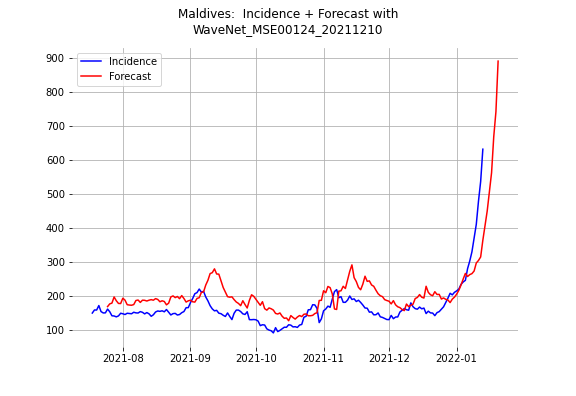 Maldives:  Incidence + Forecast with
WaveNet_MSE00124_20211210
Incidence
Forecast
900
800
700
600
500
400
300
200
100
2021-08 2021-09 2021-10 2021-11 2021-12 2022-01